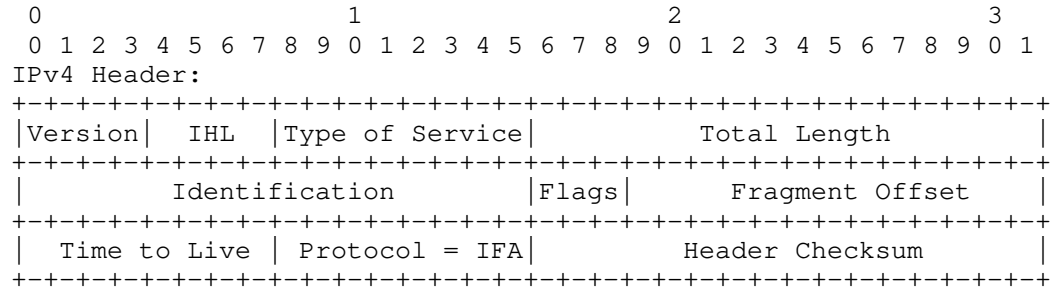 0                   1                   2                   3
 0 1 2 3 4 5 6 7 8 9 0 1 2 3 4 5 6 7 8 9 0 1 2 3 4 5 6 7 8 9 0 1
IPv4 Header:
+-+-+-+-+-+-+-+-+-+-+-+-+-+-+-+-+-+-+-+-+-+-+-+-+-+-+-+-+-+-+-+-+
|Version|  IHL  |Type of Service|          Total Length         |
+-+-+-+-+-+-+-+-+-+-+-+-+-+-+-+-+-+-+-+-+-+-+-+-+-+-+-+-+-+-+-+-+
|         Identification        |Flags|      Fragment Offset    |
+-+-+-+-+-+-+-+-+-+-+-+-+-+-+-+-+-+-+-+-+-+-+-+-+-+-+-+-+-+-+-+-+
|  Time to Live | Protocol = IFA|         Header Checksum       |
+-+-+-+-+-+-+-+-+-+-+-+-+-+-+-+-+-+-+-+-+-+-+-+-+-+-+-+-+-+-+-+-+